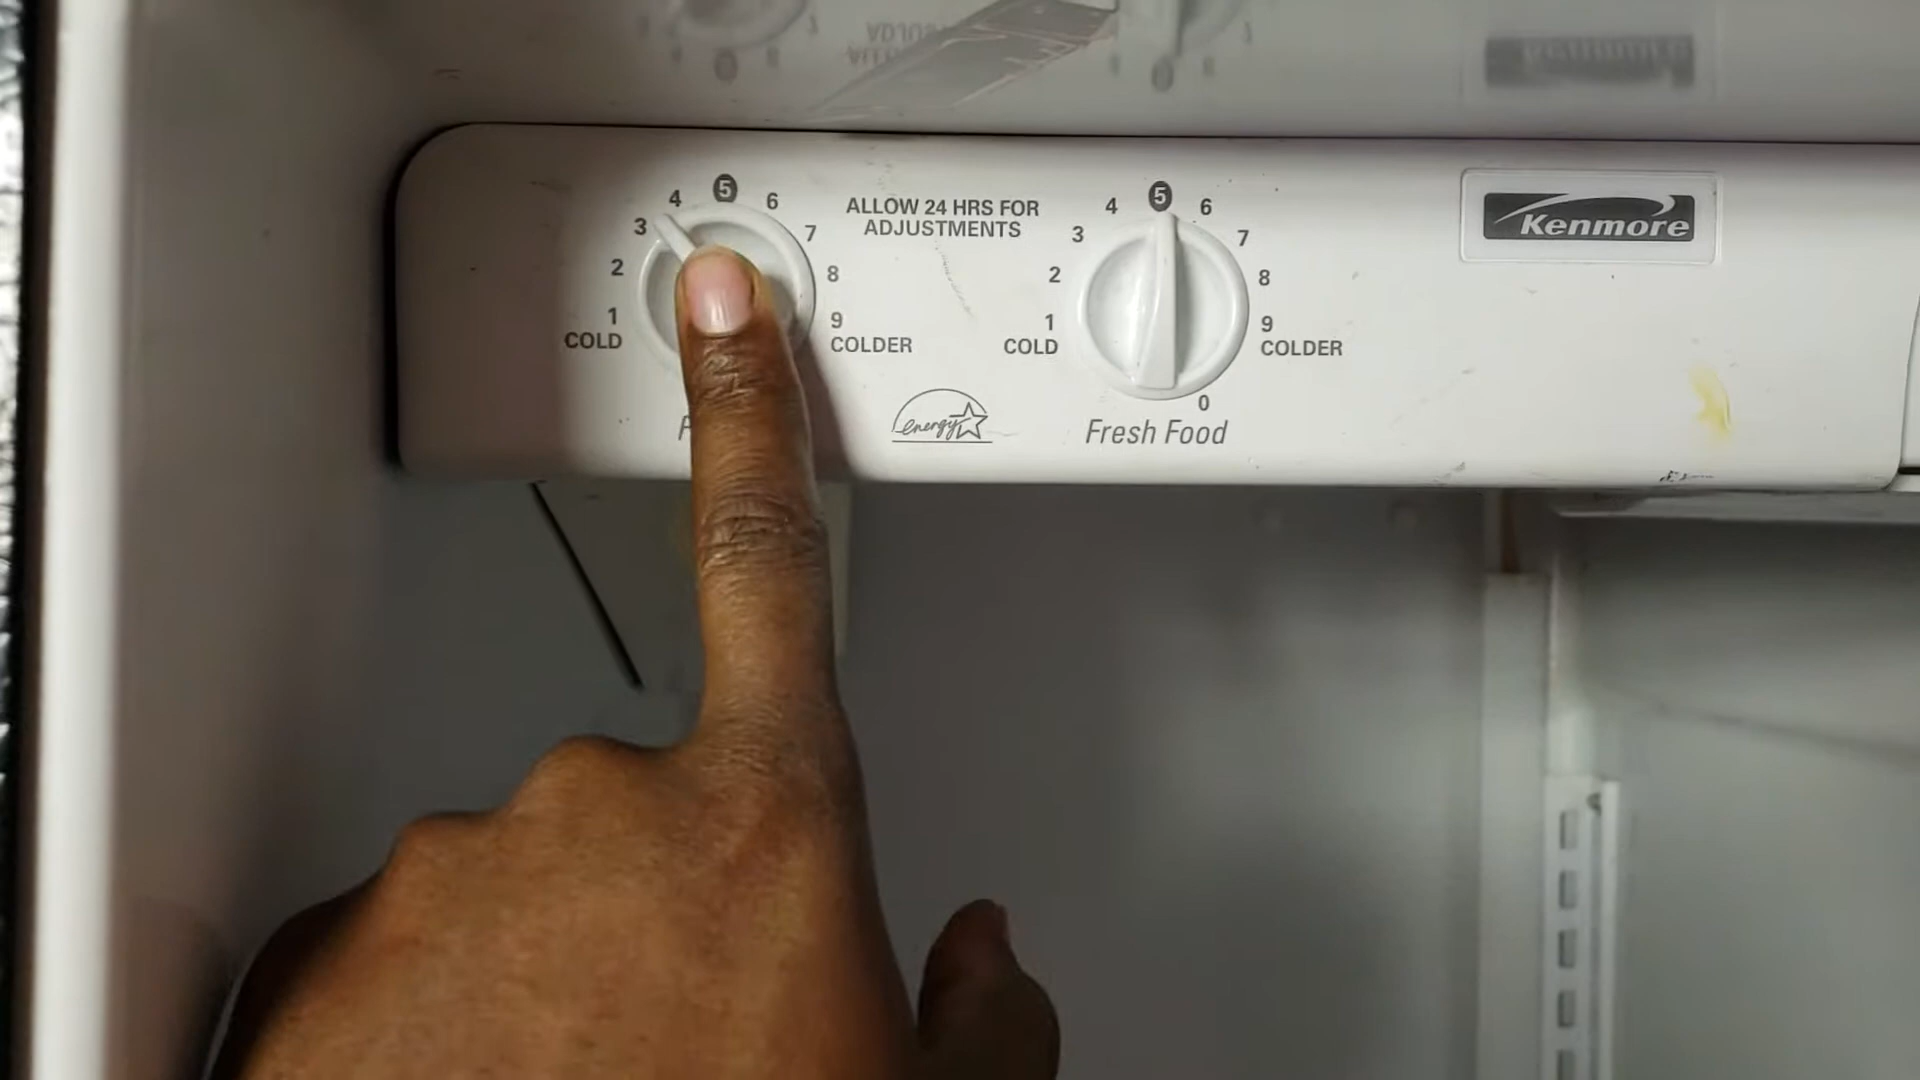 4 5 6
3 7
2 8
1 9
COLD COLDER
ALLOW 24 HRS FOR
ADJUSTMENTS
energy
4 5 6
3 7
2 8
1 9
COLD COLDER
0
Fresh Food
Kenmore